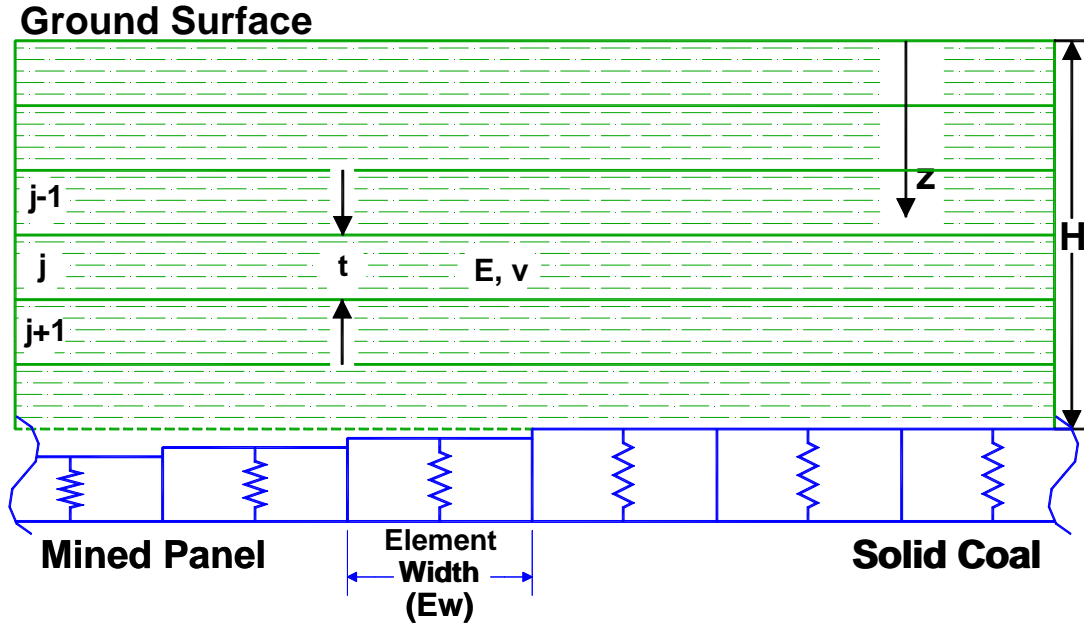 Ground Surface
z
j-1
H
j
t
E, v
j+1
Mined Panel
Element
Width
(Ew)
Solid Coal